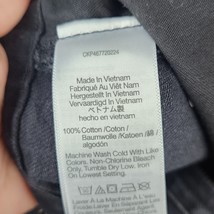 Made In Vietnam
Fabriqué Au Viêt Nam
Hergestellt In Vietnam
Vervaardigd In Vietnam
ベトナム製
hecho en vietnam
100% Cotton /Coton /
Baumwolle /Katoen / 綿 /
algodón
Machine Wash Cold With Like
Colors, Non-Chlorine Bleach
Only, Tumble Dry Low, Iron
On Lowest Setting.